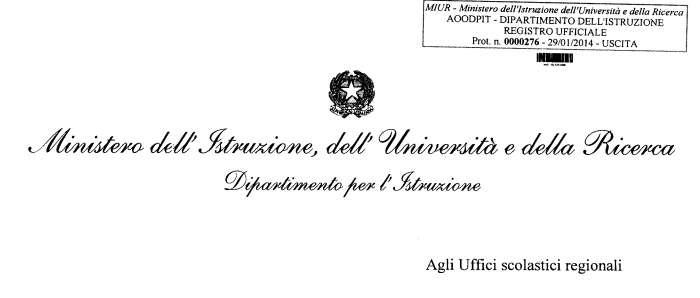 MIUR - Ministero dell'Istruzione dell'Università e della Ricerca
AOODPIT - DIPARTIMENTO DELL'ISTRUZIONE
REGISTRO UFFICIALE
Prot. n. 0000276 - 29/01/2014 - USCITA
Ministero dell'Istruzione, dell'Università e della Ricerca
Dipartimento per l'Istruzione
Agli Uffici scolastici regionali